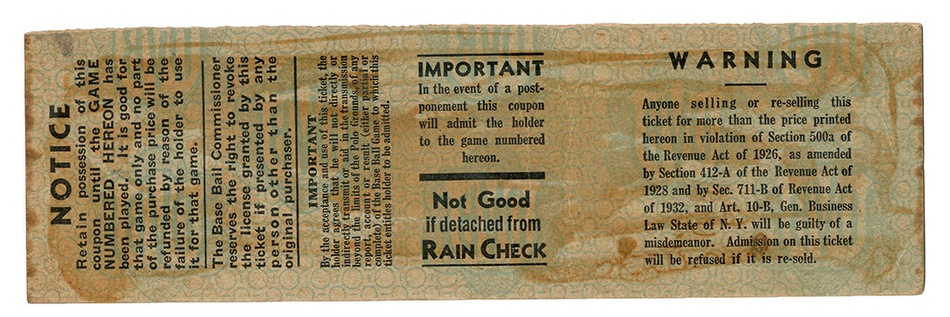 NOTICE
Retain possession of this
coupon until the GAME
NUMBERED HEREON has
been played. It is good for
that game only and no part
of the purchase price will be
refunded by reason of the
failure of the holder to use
it for that game.
The Base Ball Commissioner
reserves the right to revoke
the license granted by this
ticket if presented by any
person other than the
original purchaser.
IMPORTANT
By the acceptance and use of this ticket, the
holder agrees that he will not directly or
indirectly transmit or aid in the transmission
beyond the limits of the Polo Grounds, of any
report, account or result (either partial or
complete) of the Base Ball Game to which this
ticket entitles holder to be admitted.
IMPORTANT
In the event of a post-
ponement this coupon
will admit the holder
to the game numbered
hereon.
Not Good
if detached from
RAIN CHECK
WARNING
Anyone selling or re-selling this
ticket for more than the price printed
hereon in violation of Section 500a of
the Revenue Act of 1926, as amended
by Section 412-A of the Revenue Act of
1928 and by Sec. 711-B of Revenue Act
of 1932, and Art. 10-B, Gen. Business
Law State of N. Y. will be guilty of a
misdemeanor. Admission on this ticket
will be refused if it is re-sold.